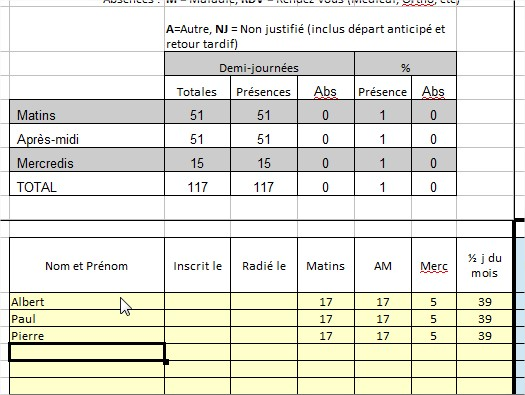 Absences : M = Maladie, RDV = Rendez-vous (Médecin, Ortho, etc)
A=Autre, NJ = Non justifié (inclus départ anticipé et
retour tardif)
Demi-journées %
Totales Présences Abs Présence Abs
Matins 51 51 0 1 0
Après-midi 51 51 0 1 0
Mercredis 15 15 0 1 0
TOTAL 117 117 0 1 0
Nom et Prénom Inscrit le Radié le Matins AM Merc ½ j du
mois
Albert 17 17 5 39
Paul 17 17 5 39
Pierre 17 17 5 39